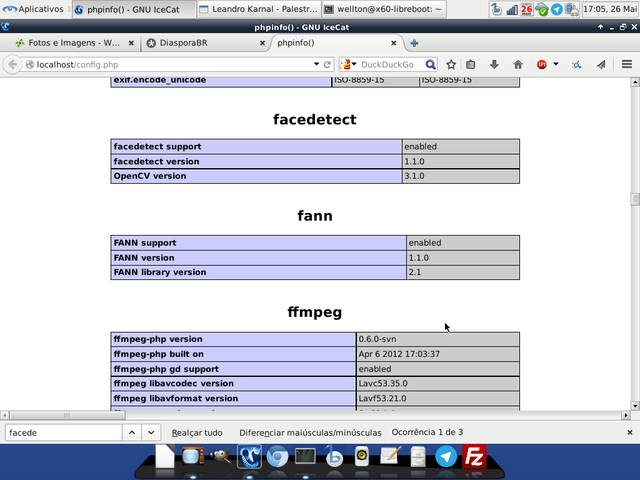 Aplicativos
phpinfo() - GNU IceCat
Leandro Karnal - Palestr...
wellton@x60-libreboot: ~
26
17:05, 26 Mai
phpinfo() - GNU IceCat
Fotos e Imagens - W...
DiasporaBR
phpinfo()
localhost/config.php
DuckDuckGo
exif.encode_unicode ISO-8859-15 ISO-8859-15
facedetect
facedetect support enabled
facedetect version 1.1.0
OpenCV version 3.1.0
fann
FANN support enabled
FANN version 1.1.0
FANN library version 2.1
ffmpeg
ffmpeg-php version 0.6.0-svn
ffmpeg-php built on Apr 6 2012 17:03:37
ffmpeg-php gd support enabled
ffmpeg libavcodec version Lavc53.35.0
ffmpeg libavformat version Lavf53.21.0
facede
Realçar tudo
Diferenciar maiúsculas/minúsculas
Ocorrência 1 de 3